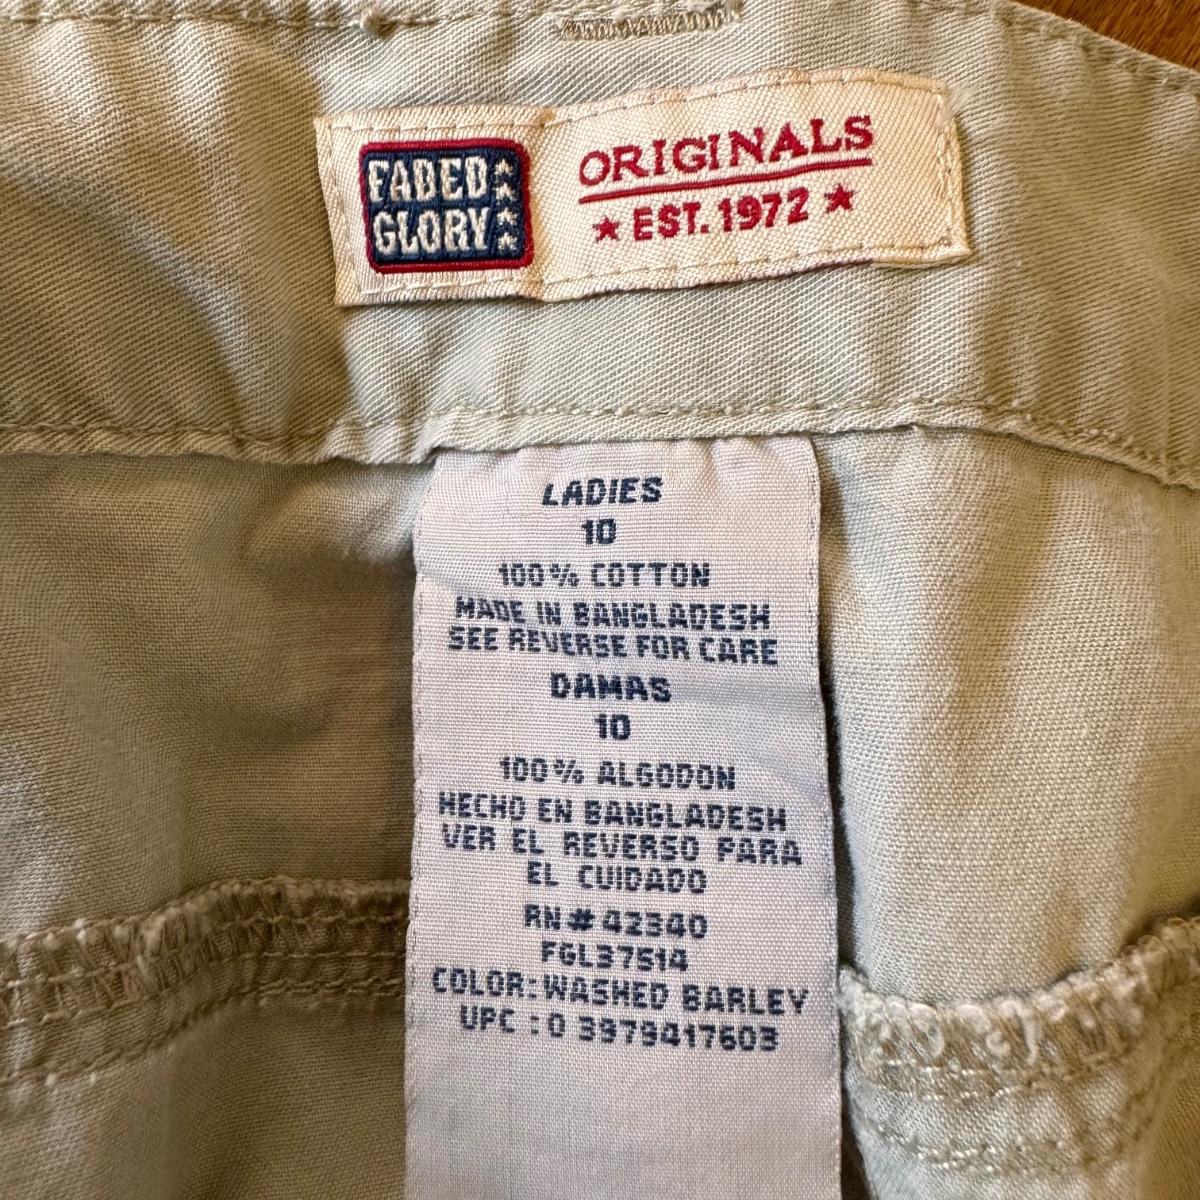 FADED
GLORY
ORIGINALS
EST. 1972
LADIES
10
100% COTTON
MADE IN BANGLADESH
SEE REVERSE FOR CARE
DAMAS
10
100% ALGODON
HECHO EN BANGLADESH
VER EL REVERSO PARA
EL CUIDADO
RN#42340
FGL37514
COLOR: WASHED BARLEY
UPC : 0 3979417603